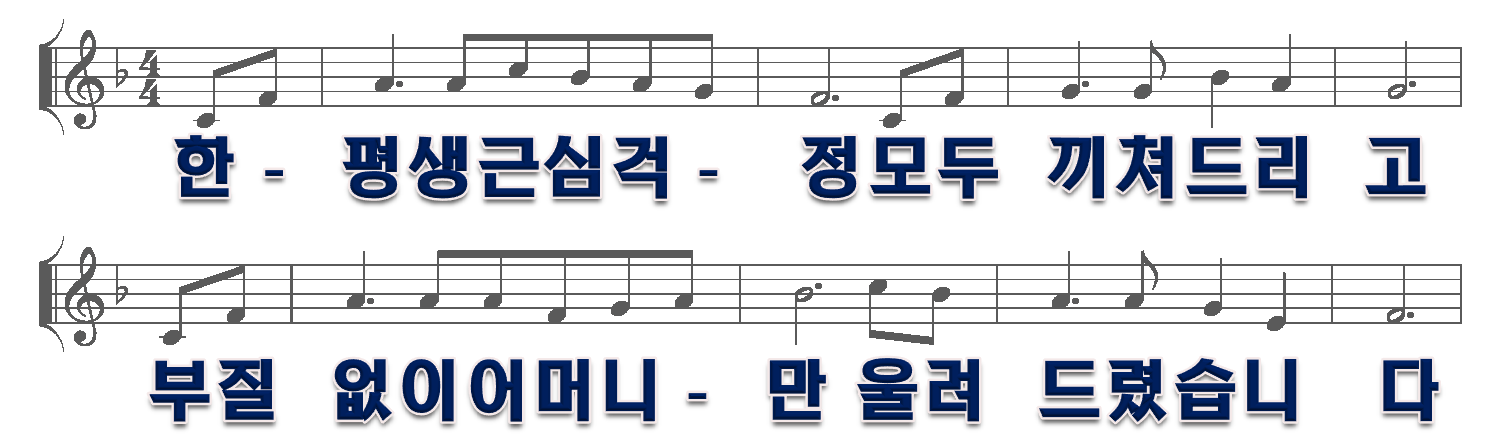 한 - 평생근심걱 - 정모두 끼쳐드리 고
부질 없이어머니 - 만 울려 드렸습니 다